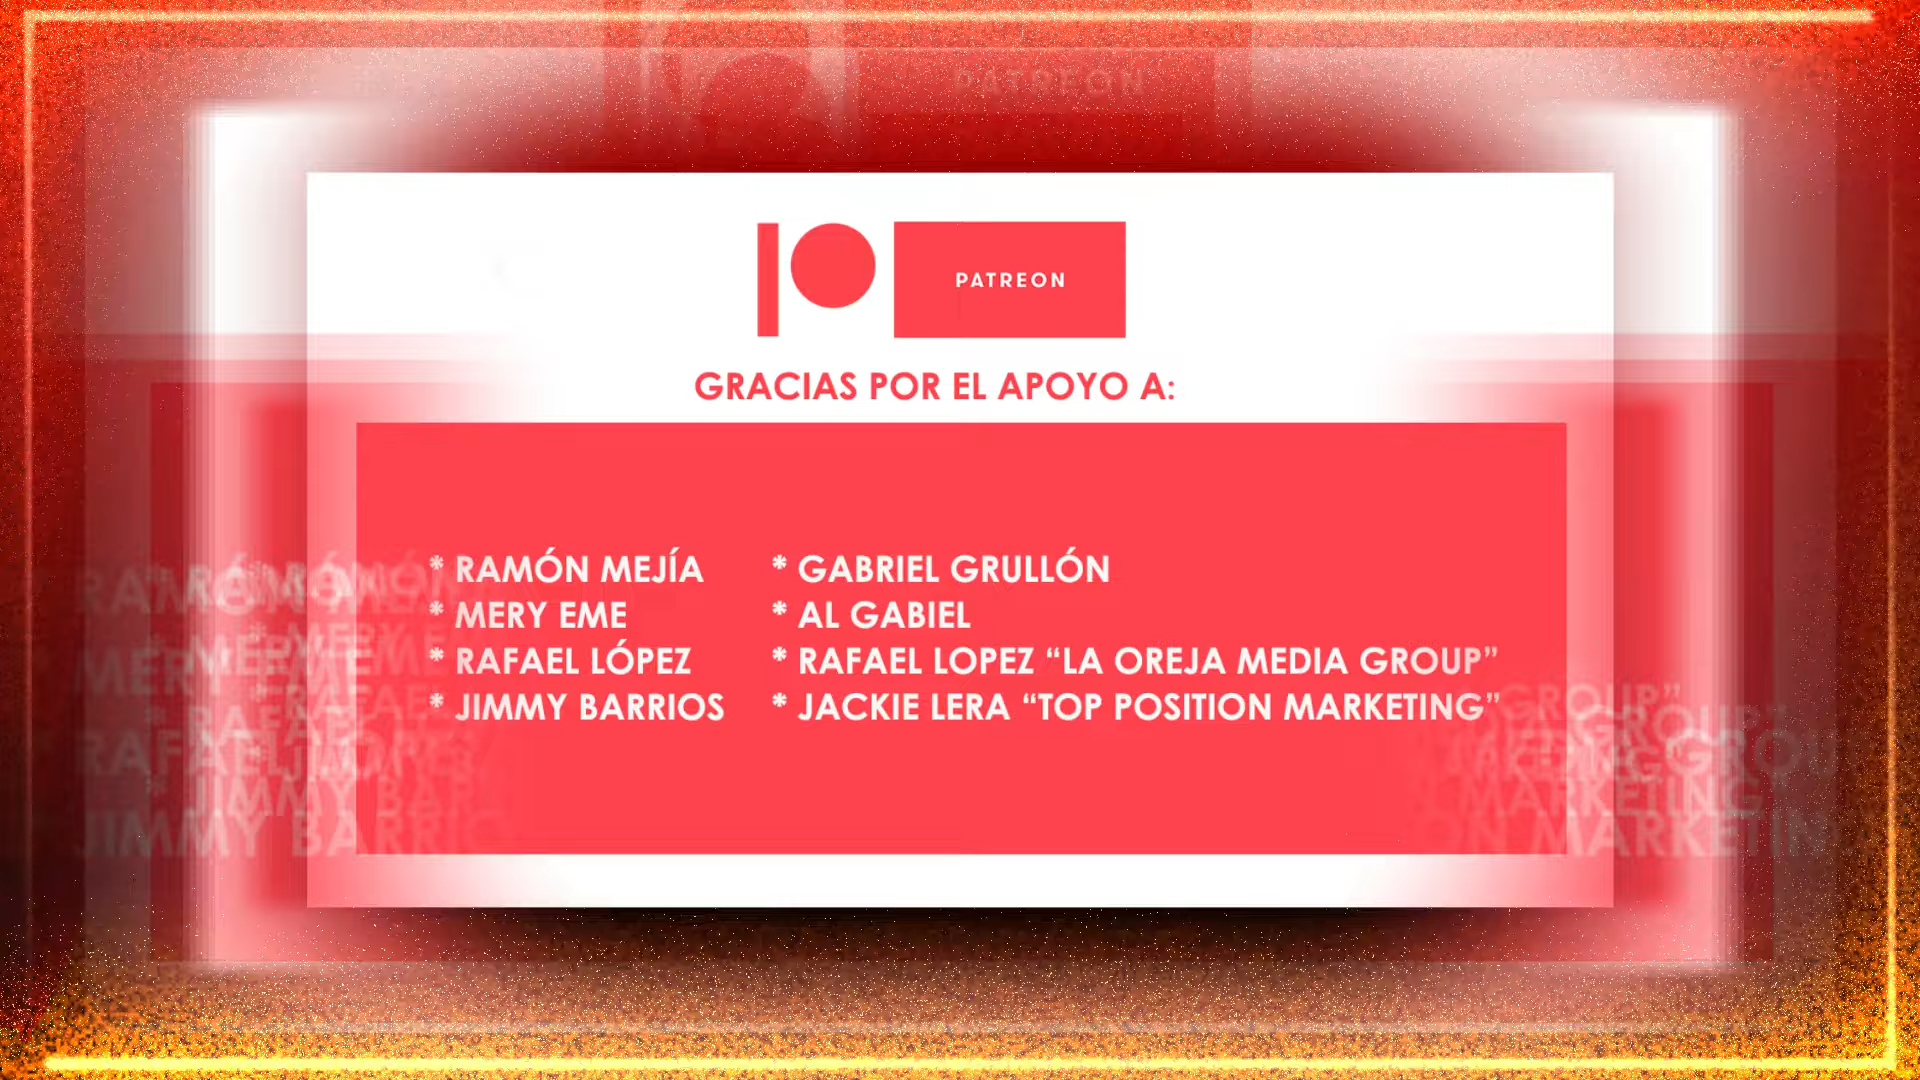 PATREON
GRACIAS POR EL APOYO A:
* RAMÓN MEJÍA
* MERY EME
* RAFAEL LÓPEZ
* JIMMY BARRIOS
* GABRIEL GRULLÓN
* AL GABIEL
* RAFAEL LOPEZ “LA OREJA MEDIA GROUP”
* JACKIE LERA “TOP POSITION MARKETING”